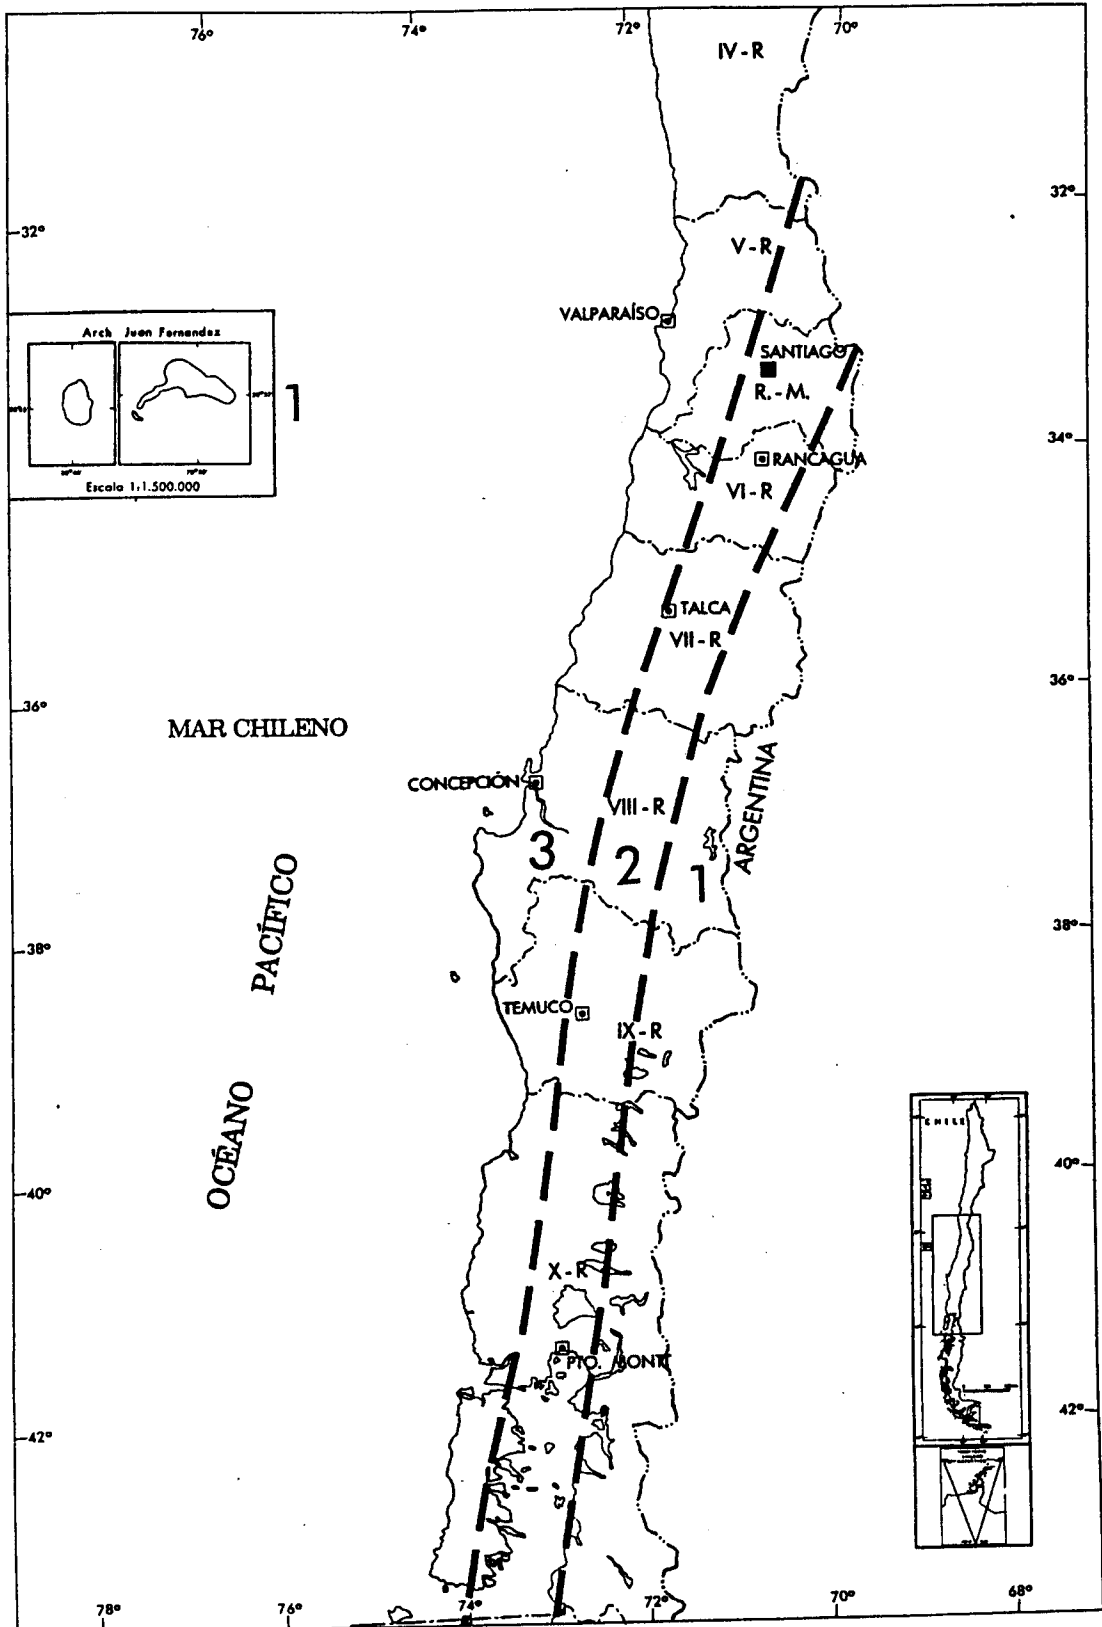 76°
74°
72°
70°
IV-R
32°
32°
V-R
VALPARAÍSO
Arch Juan Fernandez
SANTIAGO
R.-M.
1
34°
RANCAGUA
VI-R
Escala 1:1.500.000
TALCA
VII-R
36°
36°
MAR CHILENO
ARGENTINA
CONCEPCIÓN
VIII-R
3
2
1
PACÍFICO
38°
38°
TEMUCO
IX-R
OCÉANO
CHILE
40°
40°
X-R
PTO. MONTT
42°
42°
78°
76°
74°
72°
70°
68°